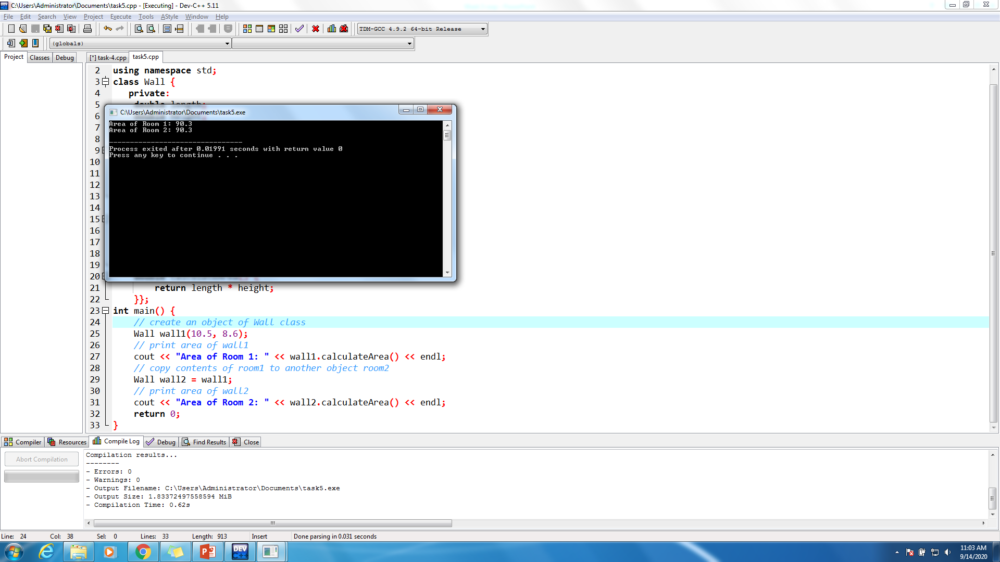 C:\Users\Administrator\Documents\task5.cpp - [Executing] - Dev-C++ 5.11
File Edit Search View Project Execute Tools AStyle Window Help
TDM-GCC 4.9.2 64-bit Release
(globals)
Project Classes Debug [*] task-4.cpp task5.cpp
2 using namespace std;
3 class Wall {
4 private:
5 double length;
6
7
8
9
10
11
12
13
14
15
16
17
18
19
20
21 return length * height;
22 }};
23 int main() {
24 // create an object of Wall class
25 Wall wall1(10.5, 8.6);
26 // print area of wall1
27 cout << "Area of Room 1: " << wall1.calculateArea() << endl;
28 // copy contents of room1 to another object room2
29 Wall wall2 = wall1;
30 // print area of wall2
31 cout << "Area of Room 2: " << wall2.calculateArea() << endl;
32 return 0;
33 }
C:\Users\Administrator\Documents\task5.exe
Area of Room 1: 90.3
Area of Room 2: 90.3
--------------------------------
Process exited after 0.01991 seconds with return value 0
Press any key to continue . . .
Compiler Resources Compile Log Debug Find Results Close
Abort Compilation
Compilation results...
--------
- Errors: 0
- Warnings: 0
- Output Filename: C:\Users\Administrator\Documents\task5.exe
- Output Size: 1.83372497558594 MiB
- Compilation Time: 0.62s
Line: 24 Col: 38 Sel: 0 Lines: 33 Length: 913 Insert Done parsing in 0.031 seconds
DEV C++
11:03 AM
9/14/2020